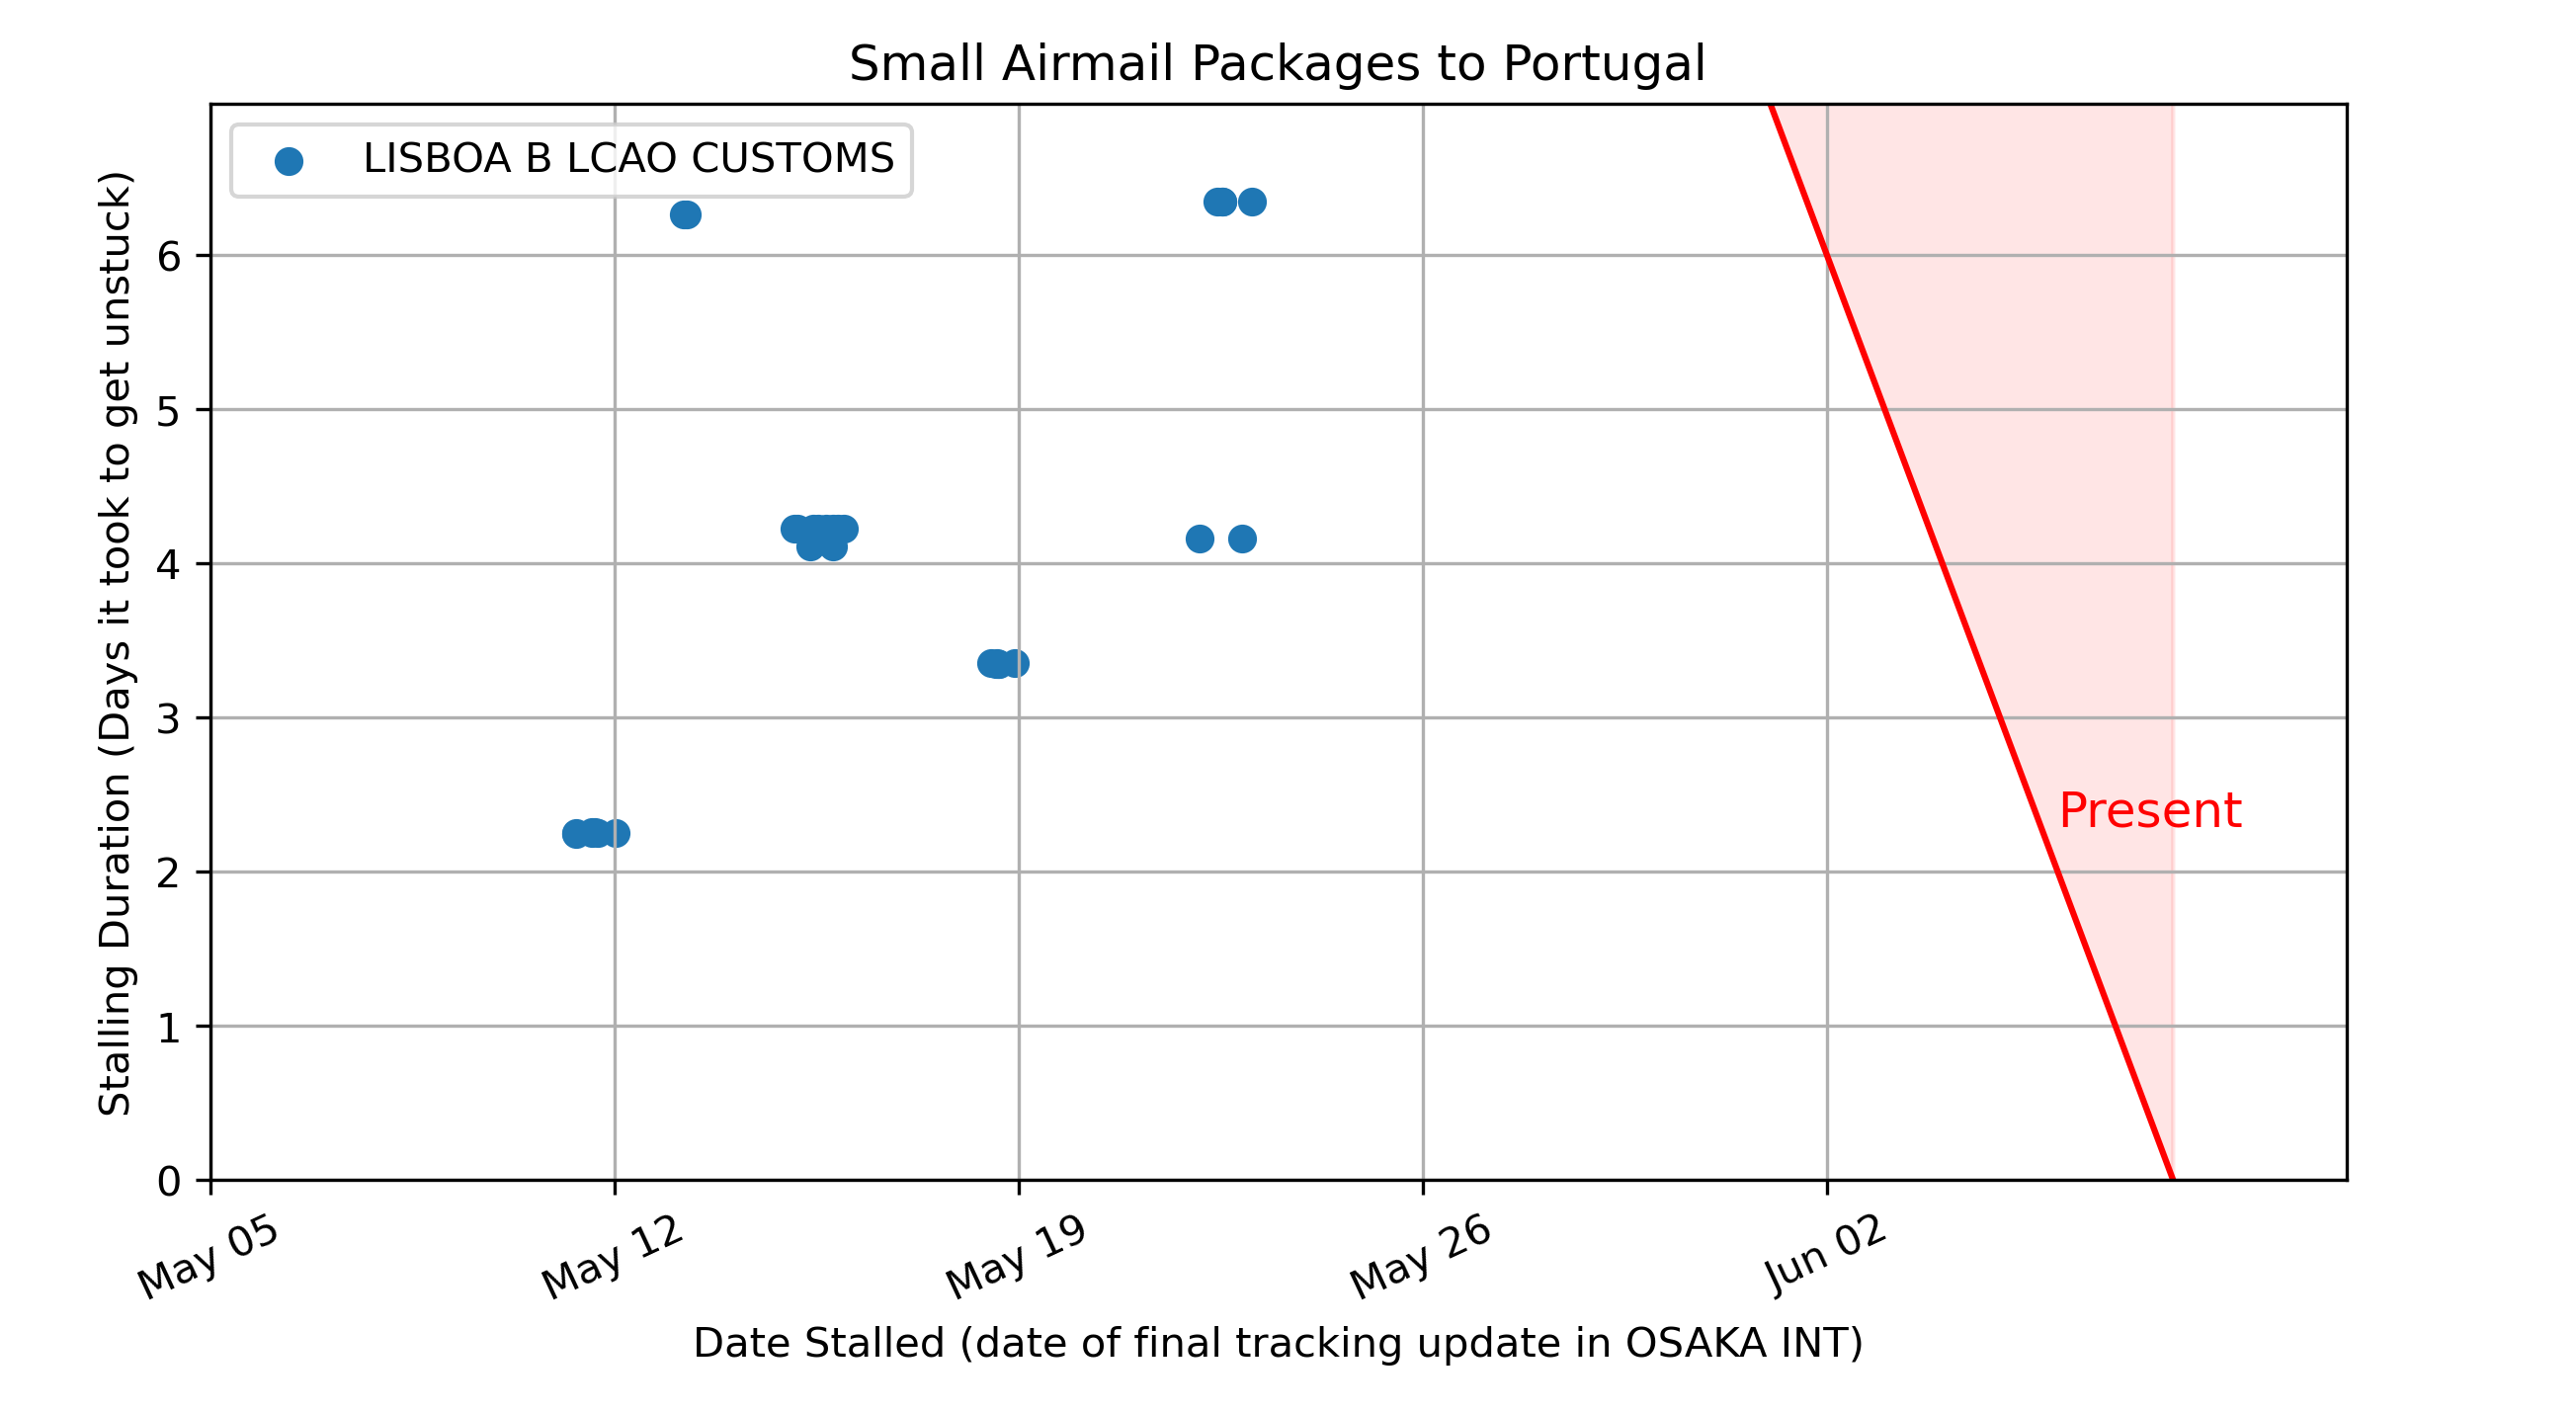 Small Airmail Packages to Portugal
LISBOA B LCAO CUSTOMS
Stalling Duration (Days it took to get unstuck)
6
5
4
3
2
1
0
Present
May 05
May 12
May 19
May 26
Jun 02
Date Stalled (date of final tracking update in OSAKA INT)